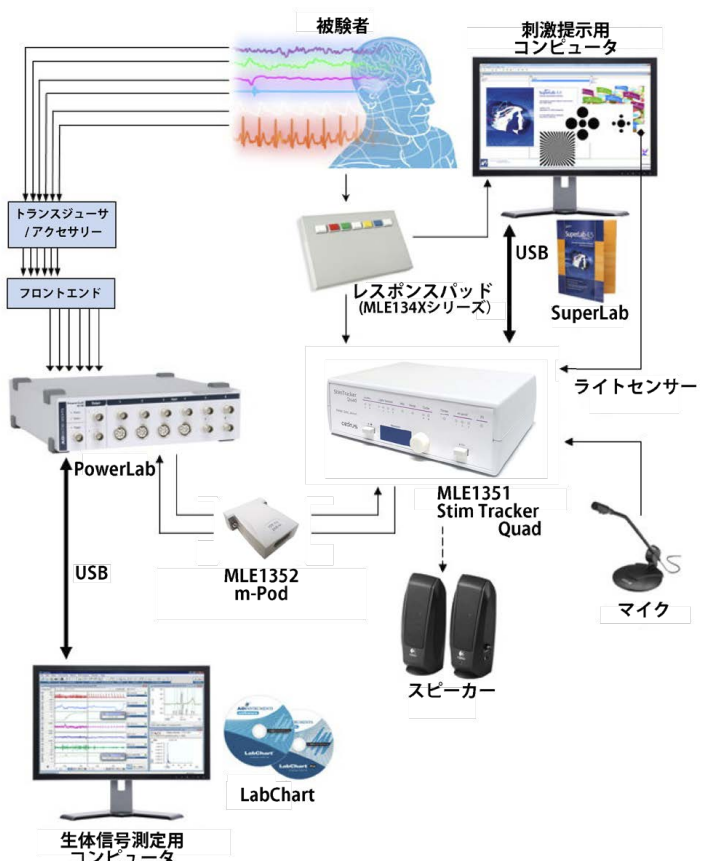 被験者
刺激提示用
コンピュータ
トランスジューサ
/アクセサリー
フロントエンド
レスポンスパッド
(MLE134Xシリーズ)
USB
SuperLab
ライトセンサー
PowerLab
MLE1351
Stim Tracker
Quad
MLE1352
m-Pod
USB
マイク
スピーカー
LabChart
LabChart
生体信号測定用
コンピュータ